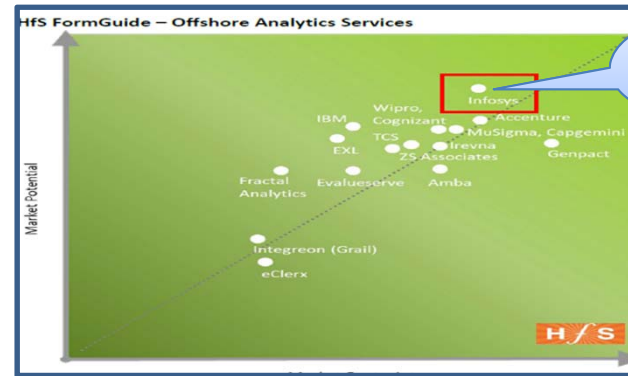 HfS FormGuide – Offshore Analytics Services
Infosys
Wipro,
Cognizant
Accenture
IBM
MuSigma, Capgemini
TCS
EXL
Irevna
Genpact
ZS Associates
Fractal
Analytics
Evalueserve
Amba
Market Potential
Integreon (Grail)
eClerx
HfS